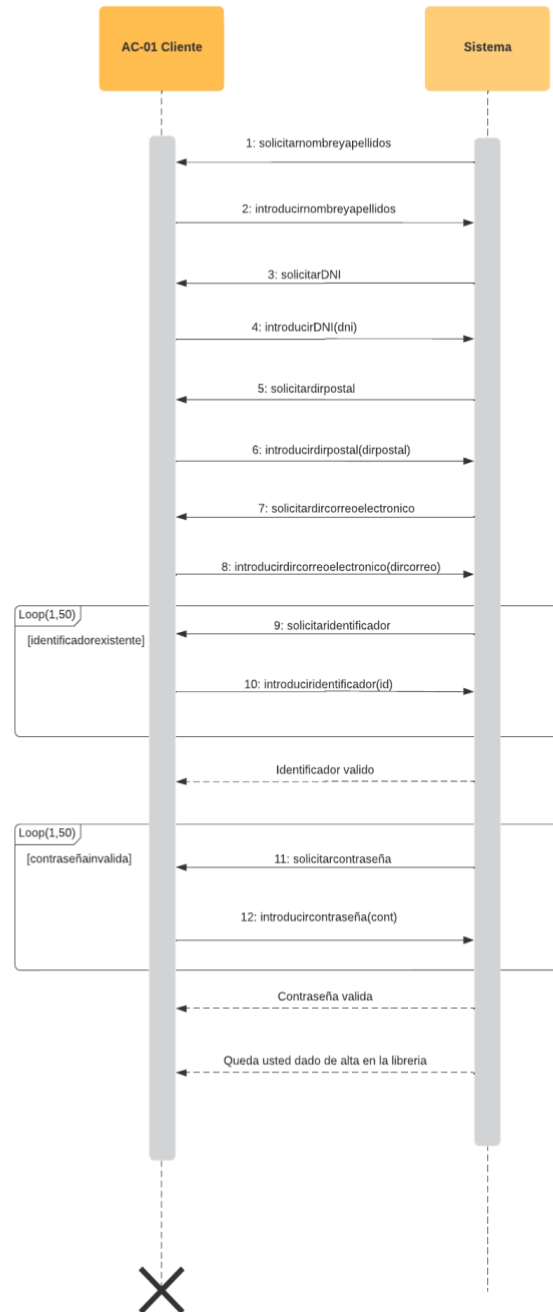 AC-01 Cliente
Sistema
1: solicitarnombreyapellidos
2: introducirnombreyapellidos
3: solicitarDNI
4: introducirDNI(dni)
5: solicitardirpostal
6: introducirdirpostal(dirpostal)
7: solicitardircorreoelectronico
8: introducirdircorreoelectronico(dircorreo)
Loop(1,50)
9: solicitaridentificador
[identificadorexistente]
10: introduciridentificador(id)
Identificador valido
Loop(1,50)
[contraseñainvalida]
11: solicitarcontraseña
12: introducircontraseña(cont)
Contraseña valida
Queda usted dado de alta en la libreria